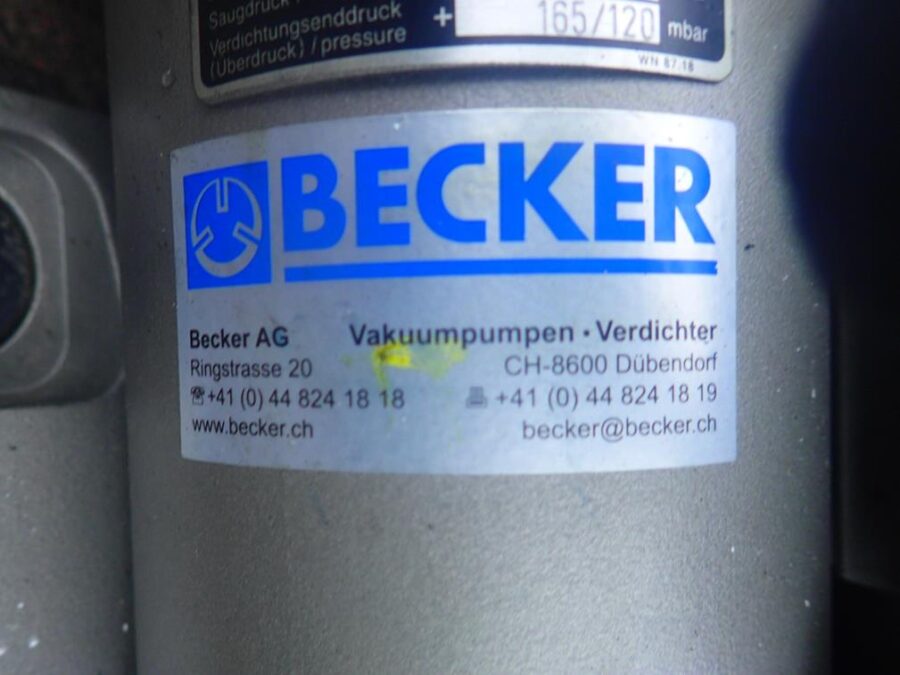 Saugdruck
Verdichtungsenddruck + 165/120 mbar
(Überdruck) / pressure
WN 87-18
BECKER
Becker AG Vakuumpumpen · Verdichter
Ringstrasse 20 CH-8600 Dübendorf
☏ +41 (0) 44 824 18 18 +41 (0) 44 824 18 19
www.becker.ch becker@becker.ch